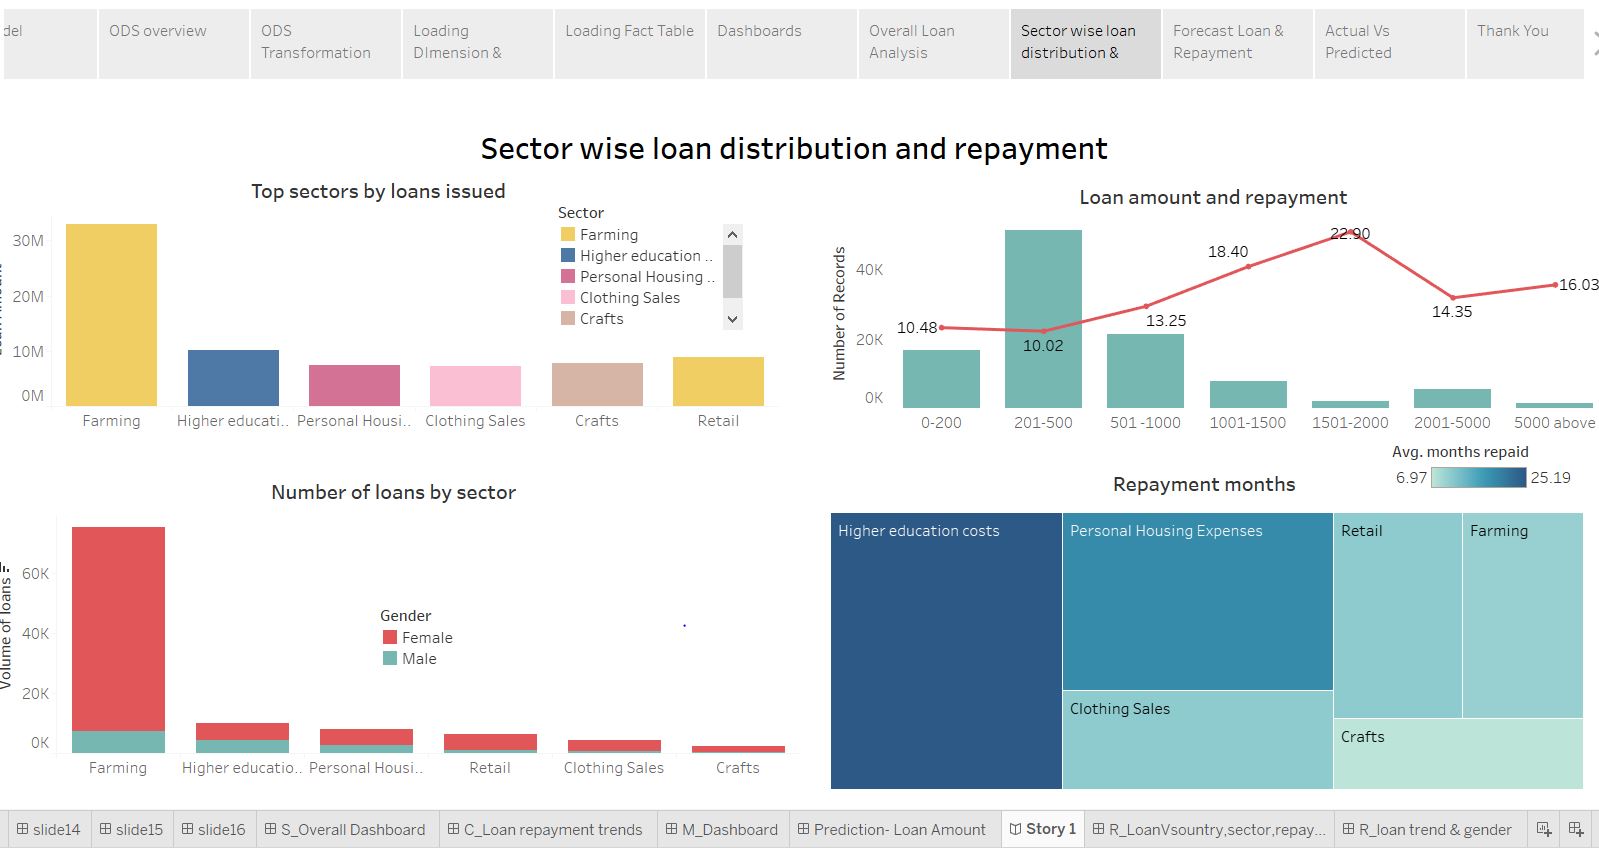 del
ODS overview
ODS
Transformation
Loading
DImension &
Loading Fact Table
Dashboards
Overall Loan
Analysis
Sector wise loan
distribution &
Forecast Loan &
Repayment
Actual Vs
Predicted
Thank You
Sector wise loan distribution and repayment
Top sectors by loans issued
Sector
Farming
Higher education ..
Personal Housing ..
Clothing Sales
Crafts
30M
20M
10M
0M
Farming
Higher educati..
Personal Housi..
Clothing Sales
Crafts
Retail
Loan amount and repayment
Number of Records
40K
20K
0K
10.48
10.02
13.25
18.40
22.90
14.35
16.03
0-200
201-500
501 -1000
1001-1500
1501-2000
2001-5000
5000 above
Number of loans by sector
Volume of loans
60K
40K
20K
0K
Gender
Female
Male
Farming
Higher educatio..
Personal Housi..
Retail
Clothing Sales
Crafts
Avg. months repaid
6.97
25.19
Repayment months
Higher education costs
Personal Housing Expenses
Retail
Farming
Clothing Sales
Crafts
slide14
slide15
slide16
S_Overall Dashboard
C_Loan repayment trends
M_Dashboard
Prediction- Loan Amount
Story 1
R_LoanVsountry,sector,repay...
R_loan trend & gender